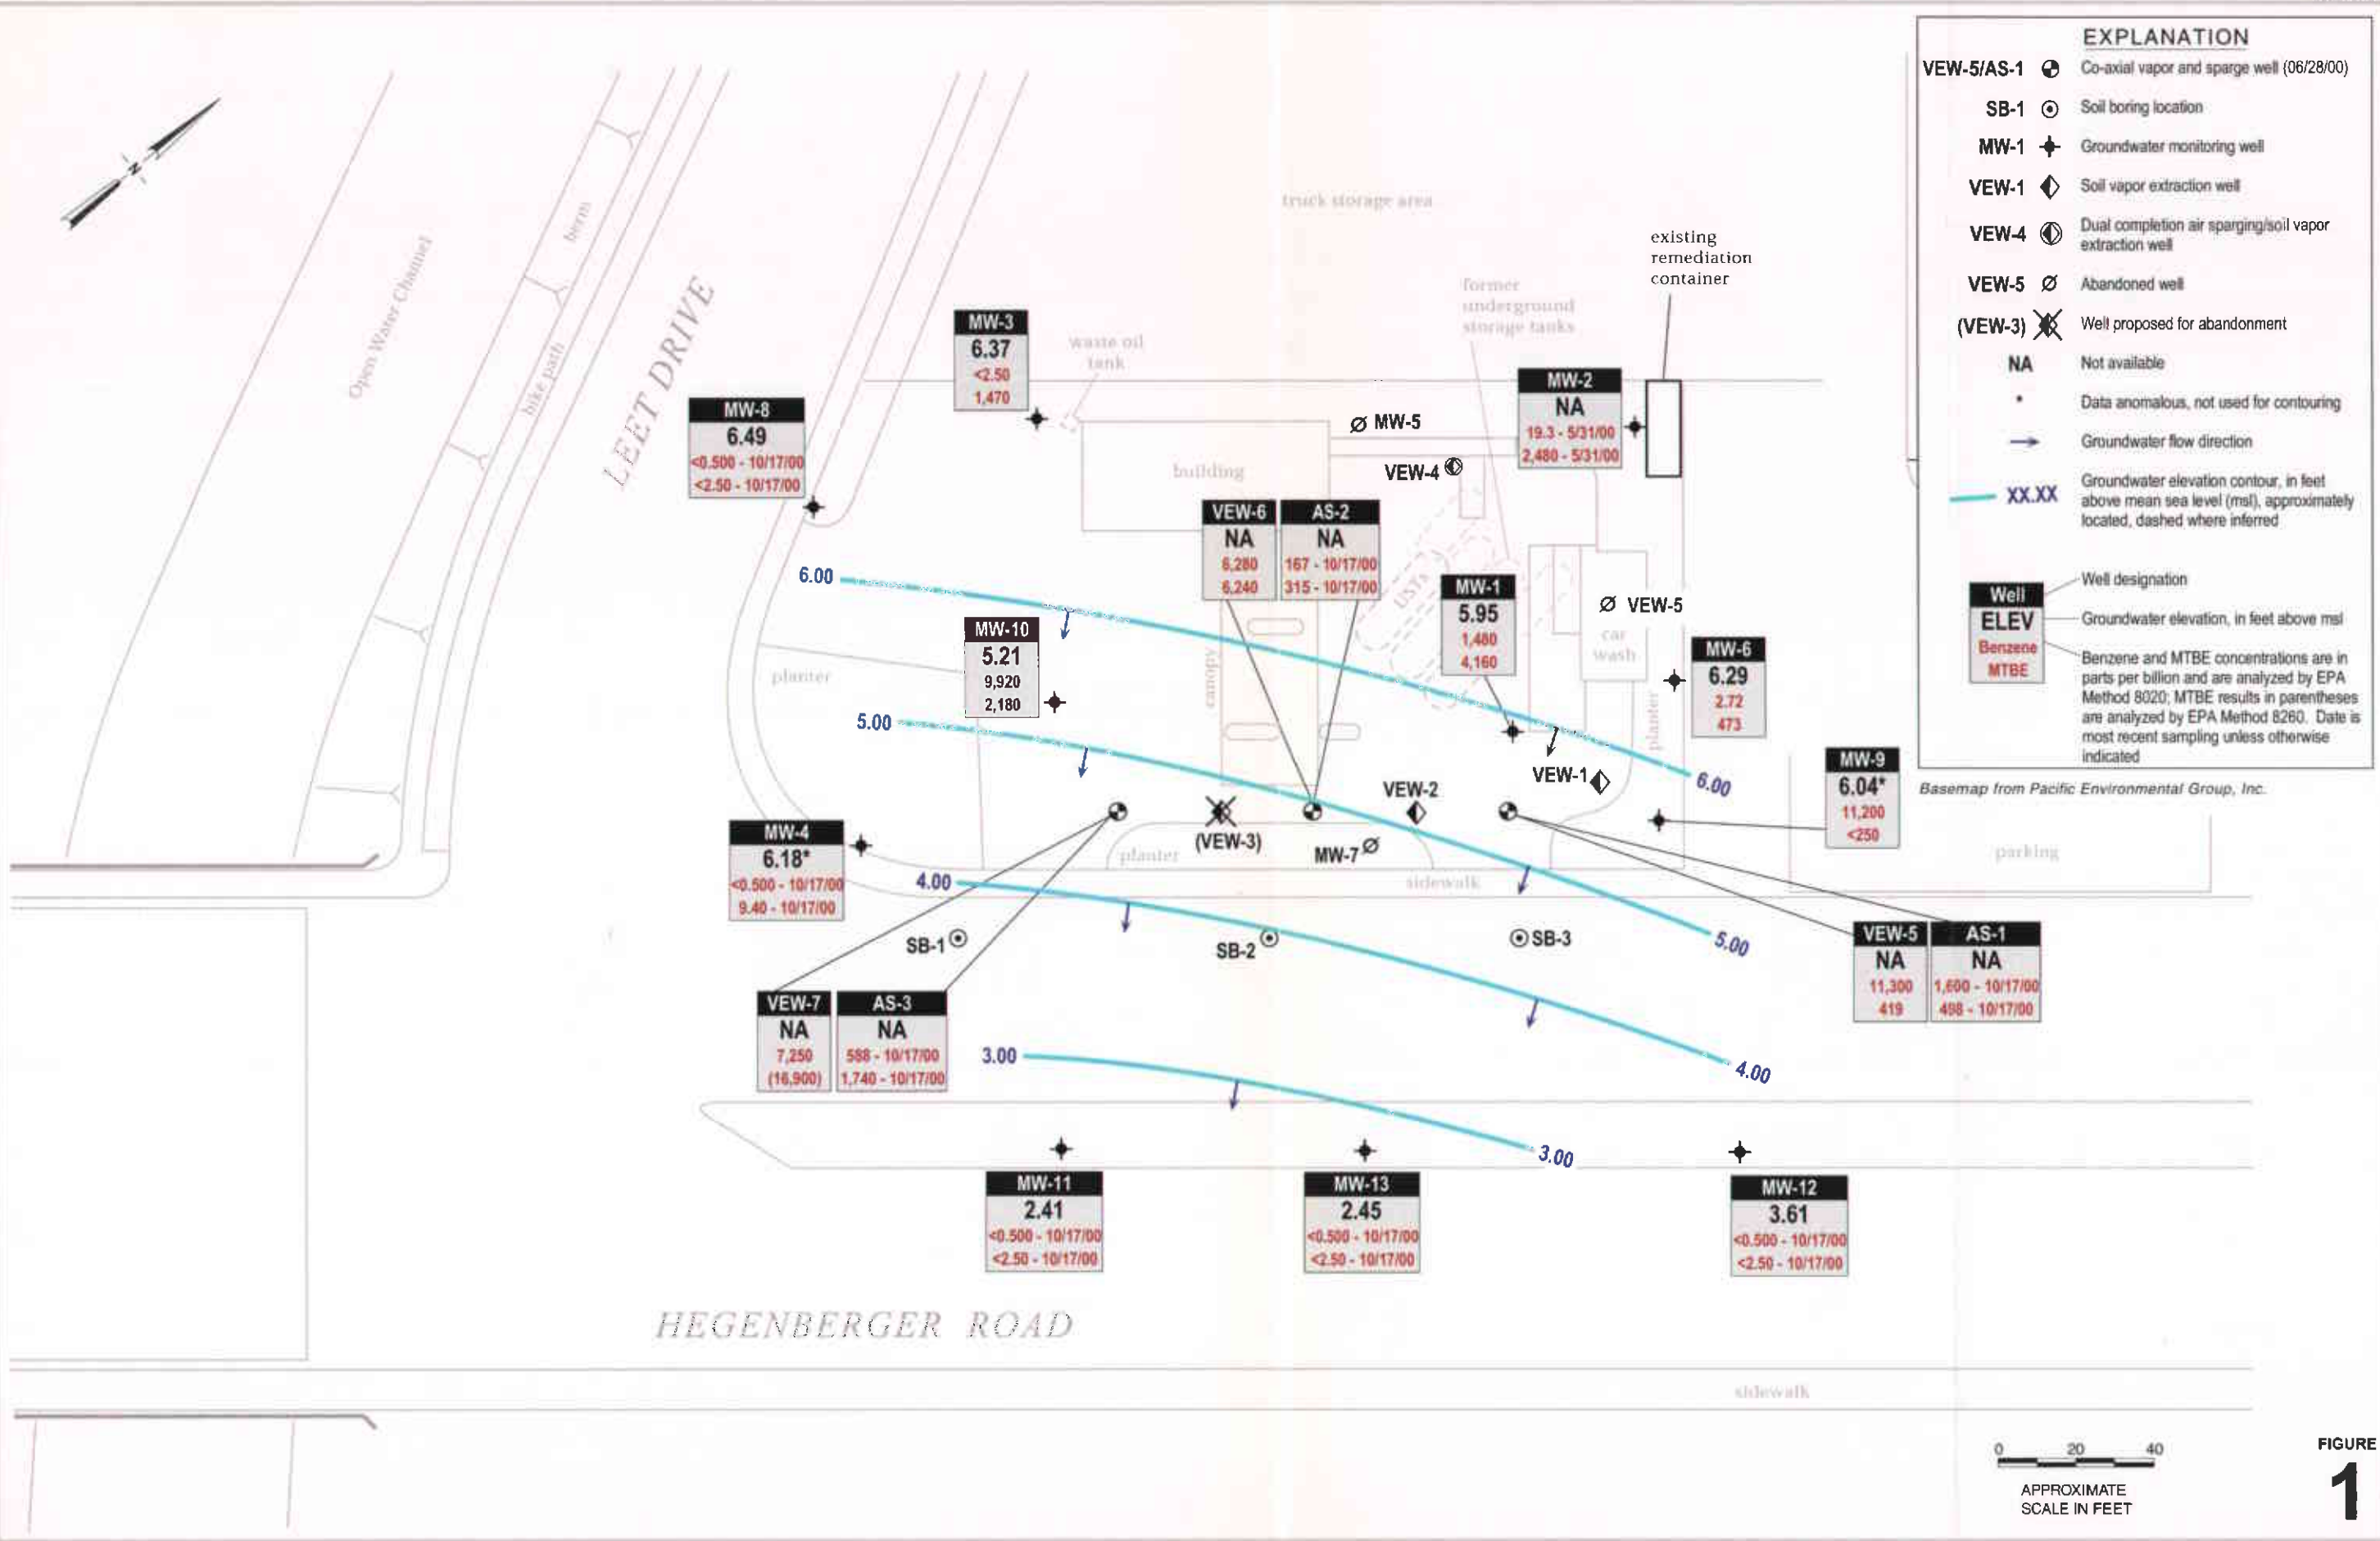 EXPLANATION
VEW-5/AS-1 Co-axial vapor and sparge well (06/28/00)
SB-1 Soil boring location
MW-1 Groundwater monitoring well
VEW-1 Soil vapor extraction well
VEW-4 Dual completion air sparging/soil vapor
extraction well
VEW-5 Abandoned well
(VEW-3) Well proposed for abandonment
NA Not available
* Data anomalous, not used for contouring
Groundwater flow direction
XX.XX Groundwater elevation contour, in feet
above mean sea level (msl), approximately
located, dashed where inferred
Well
ELEV
Benzene
MTBE
Well designation
Groundwater elevation, in feet above msl
Benzene and MTBE concentrations are in
parts per billion and are analyzed by EPA
Method 8020; MTBE results in parentheses
are analyzed by EPA Method 8260. Date is
most recent sampling unless otherwise
indicated
Basemap from Pacific Environmental Group, Inc.
N
Open Water Channel
berm
bike path
LEET DRIVE
truck storage area
existing
remediation
container
former
underground
storage tanks
waste oil
tank
MW-3
6.37
<2.50
1,470
MW-8
6.49
<0.500 - 10/17/00
<2.50 - 10/17/00
MW-2
NA
19.3 - 5/31/00
2,480 - 5/31/00
MW-5
building
VEW-4
VEW-6
NA
6,280
6,240
AS-2
NA
167 - 10/17/00
315 - 10/17/00
USTs
MW-1
5.95
1,480
4,160
VEW-5
car
wash
MW-6
6.29
2.72
473
planter
6.00
MW-10
5.21
9,920
2,180
planter
canopy
5.00
VEW-1
6.00
MW-9
6.04*
11,200
<250
VEW-2
(VEW-3)
MW-7
planter
parking
MW-4
6.18*
<0.500 - 10/17/00
9.40 - 10/17/00
4.00
sidewalk
SB-1
SB-2
SB-3
5.00
VEW-5
NA
11,300
419
AS-1
NA
1,600 - 10/17/00
498 - 10/17/00
VEW-7
NA
7,250
(16,900)
AS-3
NA
588 - 10/17/00
1,740 - 10/17/00
3.00
4.00
3.00
MW-11
2.41
<0.500 - 10/17/00
<2.50 - 10/17/00
MW-13
2.45
<0.500 - 10/17/00
<2.50 - 10/17/00
MW-12
3.61
<0.500 - 10/17/00
<2.50 - 10/17/00
HEGENBERGER ROAD
sidewalk
0 20 40
APPROXIMATE
SCALE IN FEET
FIGURE
1